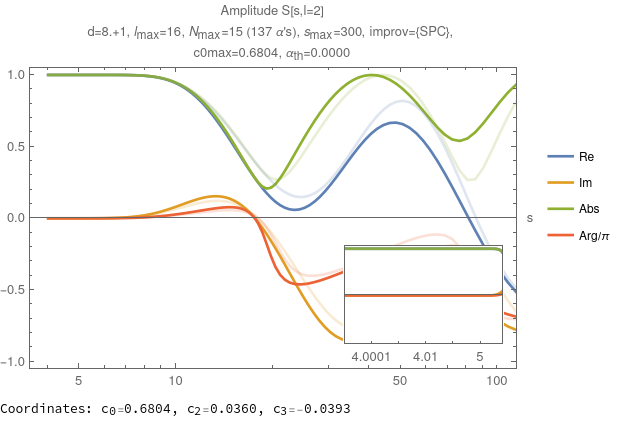 Amplitude S[s,l=2]
d=8.+1, lmax=16, Nmax=15 (137 α's), smax=300, improv={SPC},
c0max=0.6804, αth=0.0000
1.0
0.5
0.0
-0.5
-1.0
s
Re
Im
Abs
Arg/π
4.0001 4.01 5
5 10 50 100
Coordinates: c0=0.6804, c2=0.0360, c3=-0.0393